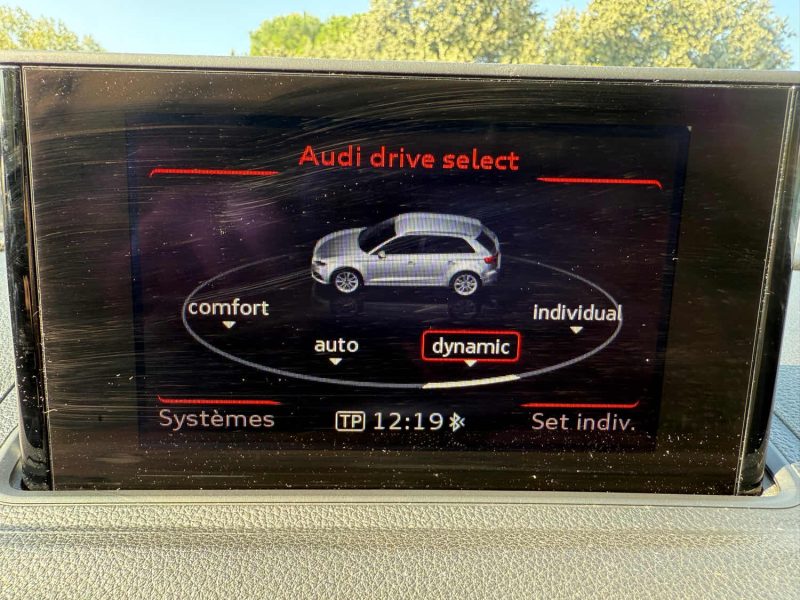 Audi drive select
comfort
individual
auto
dynamic
Systèmes
TP 12:19
Set indiv.